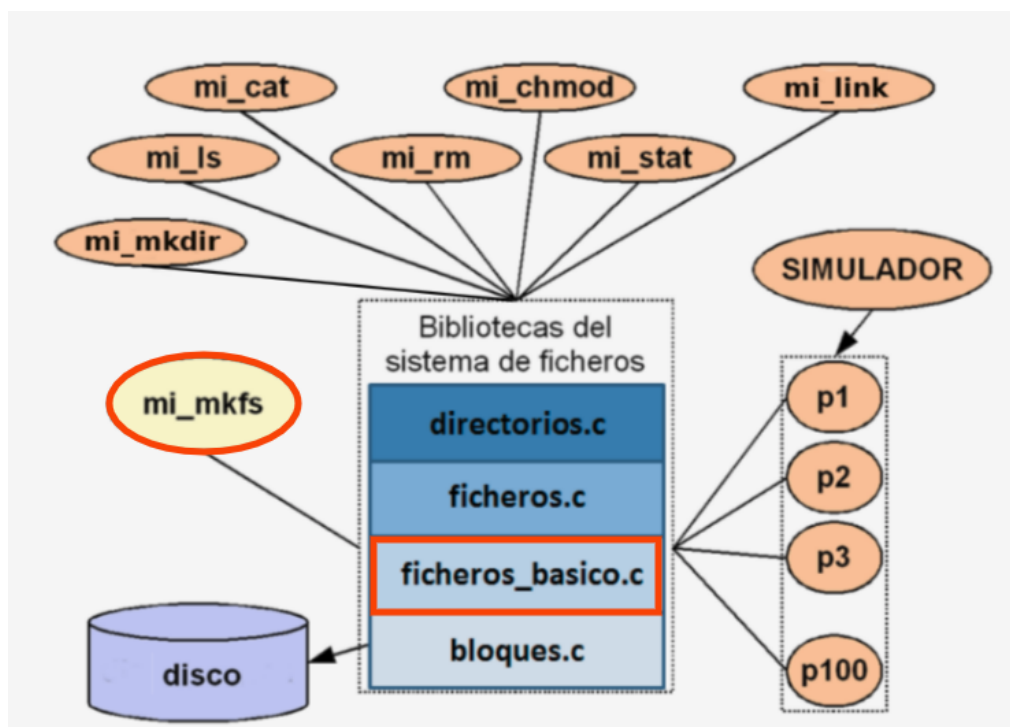 mi_cat
mi_chmod
mi_link
mi_ls
mi_rm
mi_stat
mi_mkdir
SIMULADOR
Bibliotecas del
sistema de ficheros
mi_mkfs
directorios.c
ficheros.c
ficheros_basico.c
bloques.c
disco
p1
p2
p3
p100